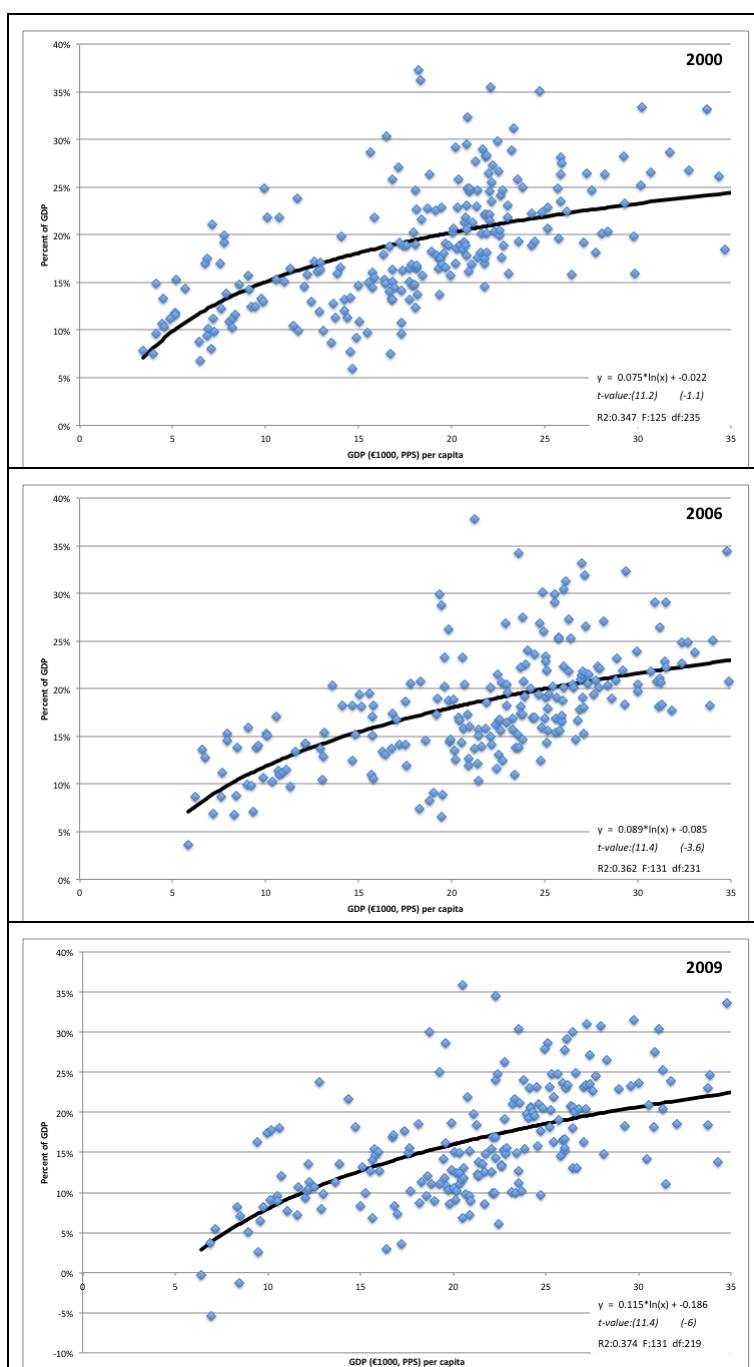 2000
40%
35%
30%
25%
20%
15%
10%
5%
0%
Percent of GDP
0 5 10 15 20 25 30 35
GDP (€1000, PPS) per capita
y = 0.075*ln(x) + -0.022
t-value:(11.2) (-1.1)
R2:0.347 F:125 df:235
2006
40%
35%
30%
25%
20%
15%
10%
5%
0%
Percent of GDP
0 5 10 15 20 25 30 35
GDP (€1000, PPS) per capita
y = 0.089*ln(x) + -0.085
t-value:(11.4) (-3.6)
R2:0.362 F:131 df:231
2009
40%
35%
30%
25%
20%
15%
10%
5%
0%
-5%
-10%
Percent of GDP
0 5 10 15 20 25 30 35
GDP (€1000, PPS) per capita
y = 0.115*ln(x) + -0.186
t-value:(11.4) (-6)
R2:0.374 F:131 df:219